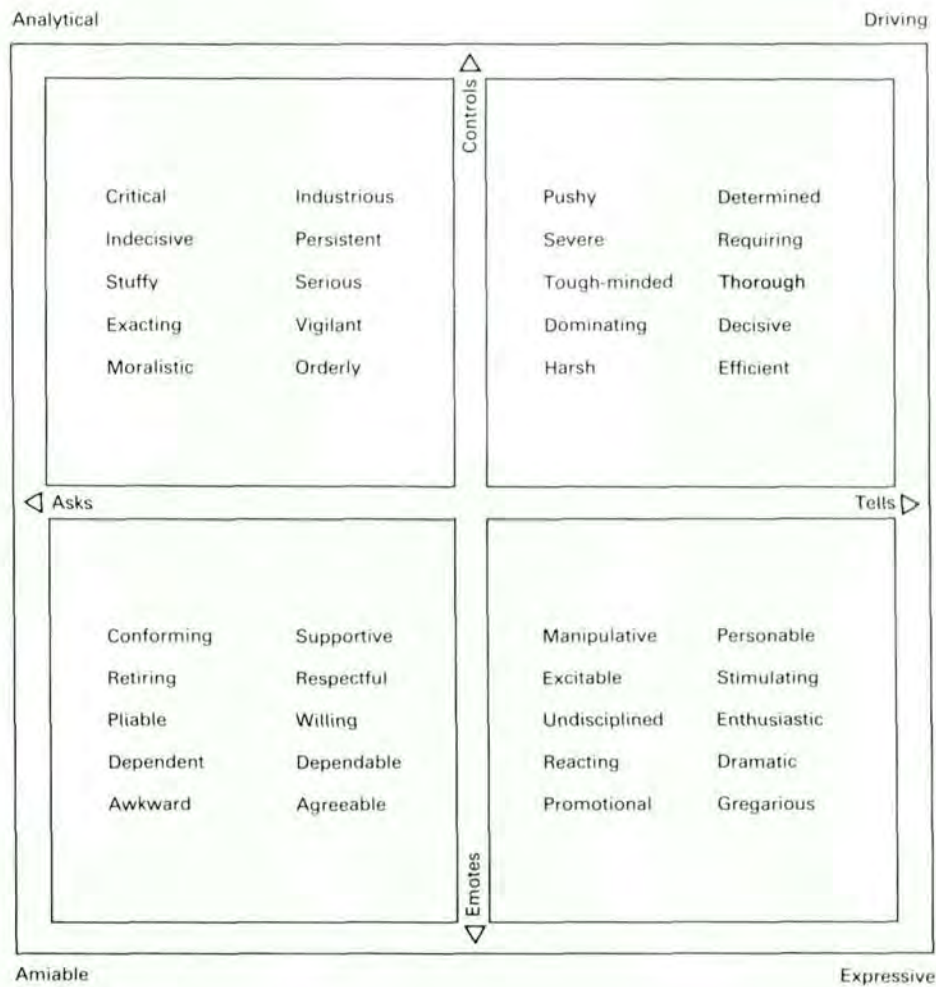 Analytical Driving
Controls
Critical Industrious Pushy Determined
Indecisive Persistent Severe Requiring
Stuffy Serious Tough-minded Thorough
Exacting Vigilant Dominating Decisive
Moralistic Orderly Harsh Efficient
Asks Tells
Conforming Supportive Manipulative Personable
Retiring Respectful Excitable Stimulating
Pliable Willing Undisciplined Enthusiastic
Dependent Dependable Reacting Dramatic
Awkward Agreeable Promotional Gregarious
Emotes
Amiable Expressive